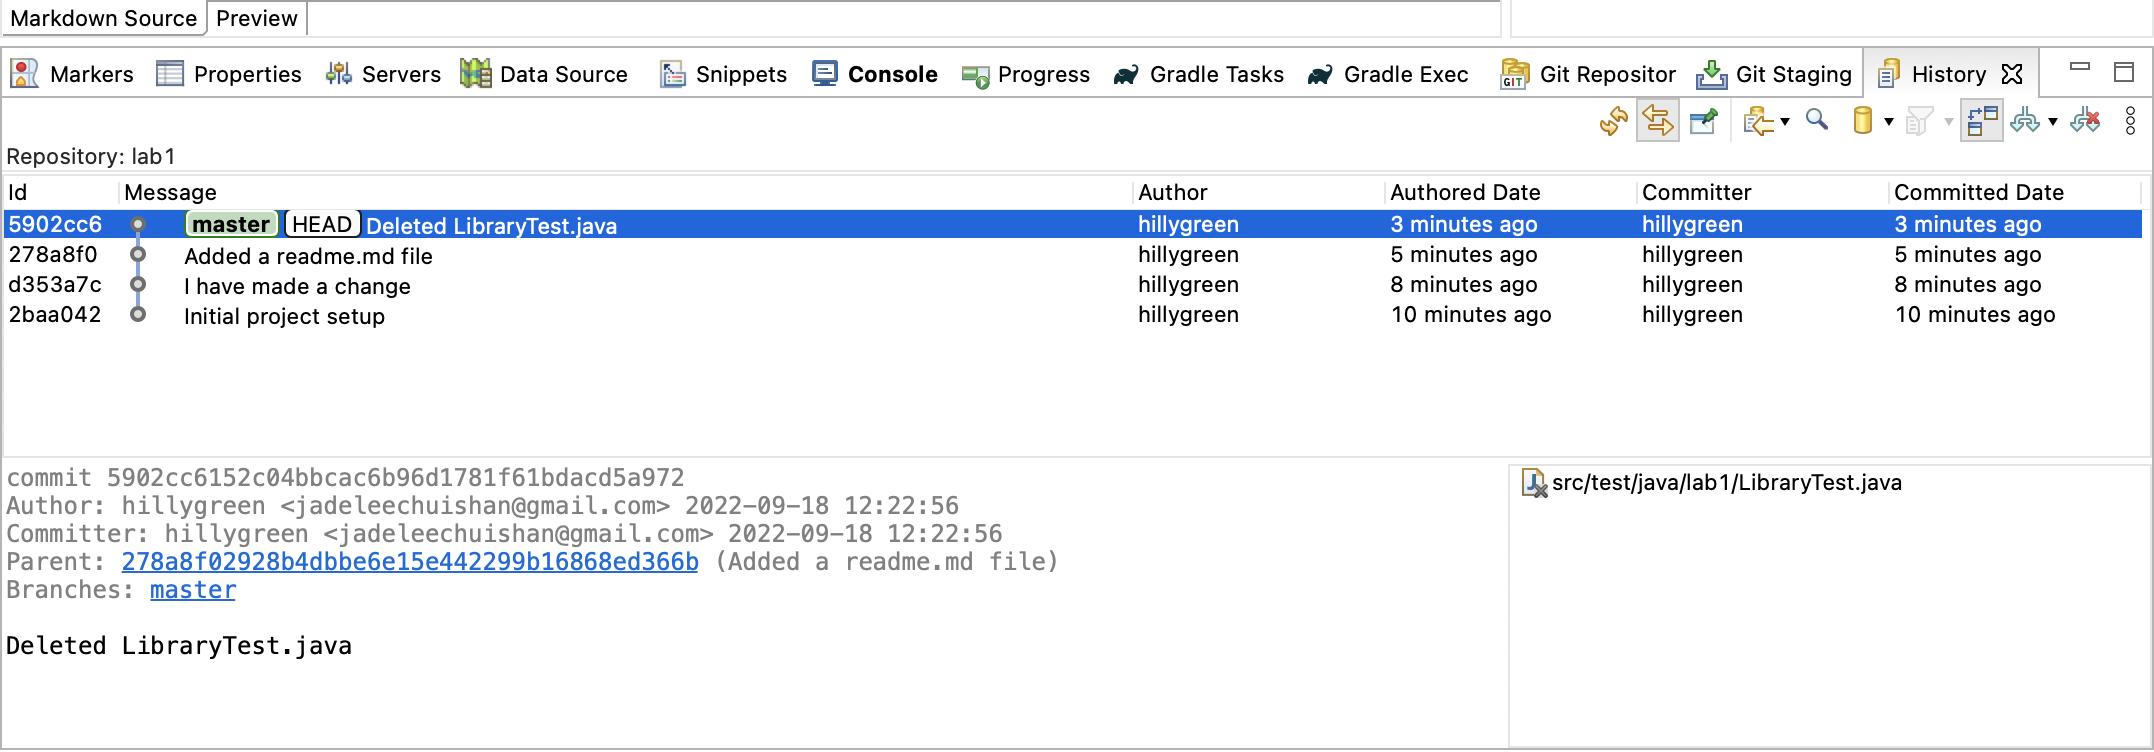 Markdown Source Preview
Markers Properties Servers Data Source Snippets Console Progress Gradle Tasks Gradle Exec GIT Git Repositor Git Staging History
Repository: lab1
Id Message Author Authored Date Committer Committed Date
5902cc6 master HEAD Deleted LibraryTest.java hillygreen 3 minutes ago hillygreen 3 minutes ago
278a8f0 Added a readme.md file hillygreen 5 minutes ago hillygreen 5 minutes ago
d353a7c I have made a change hillygreen 8 minutes ago hillygreen 8 minutes ago
2baa042 Initial project setup hillygreen 10 minutes ago hillygreen 10 minutes ago
commit 5902cc6152c04bbcac6b96d1781f61bdacd5a972
Author: hillygreen <jadeleechuishan@gmail.com> 2022-09-18 12:22:56
Committer: hillygreen <jadeleechuishan@gmail.com> 2022-09-18 12:22:56
Parent: 278a8f02928b4dbbe6e15e442299b16868ed366b (Added a readme.md file)
Branches: master
Deleted LibraryTest.java
src/test/java/lab1/LibraryTest.java